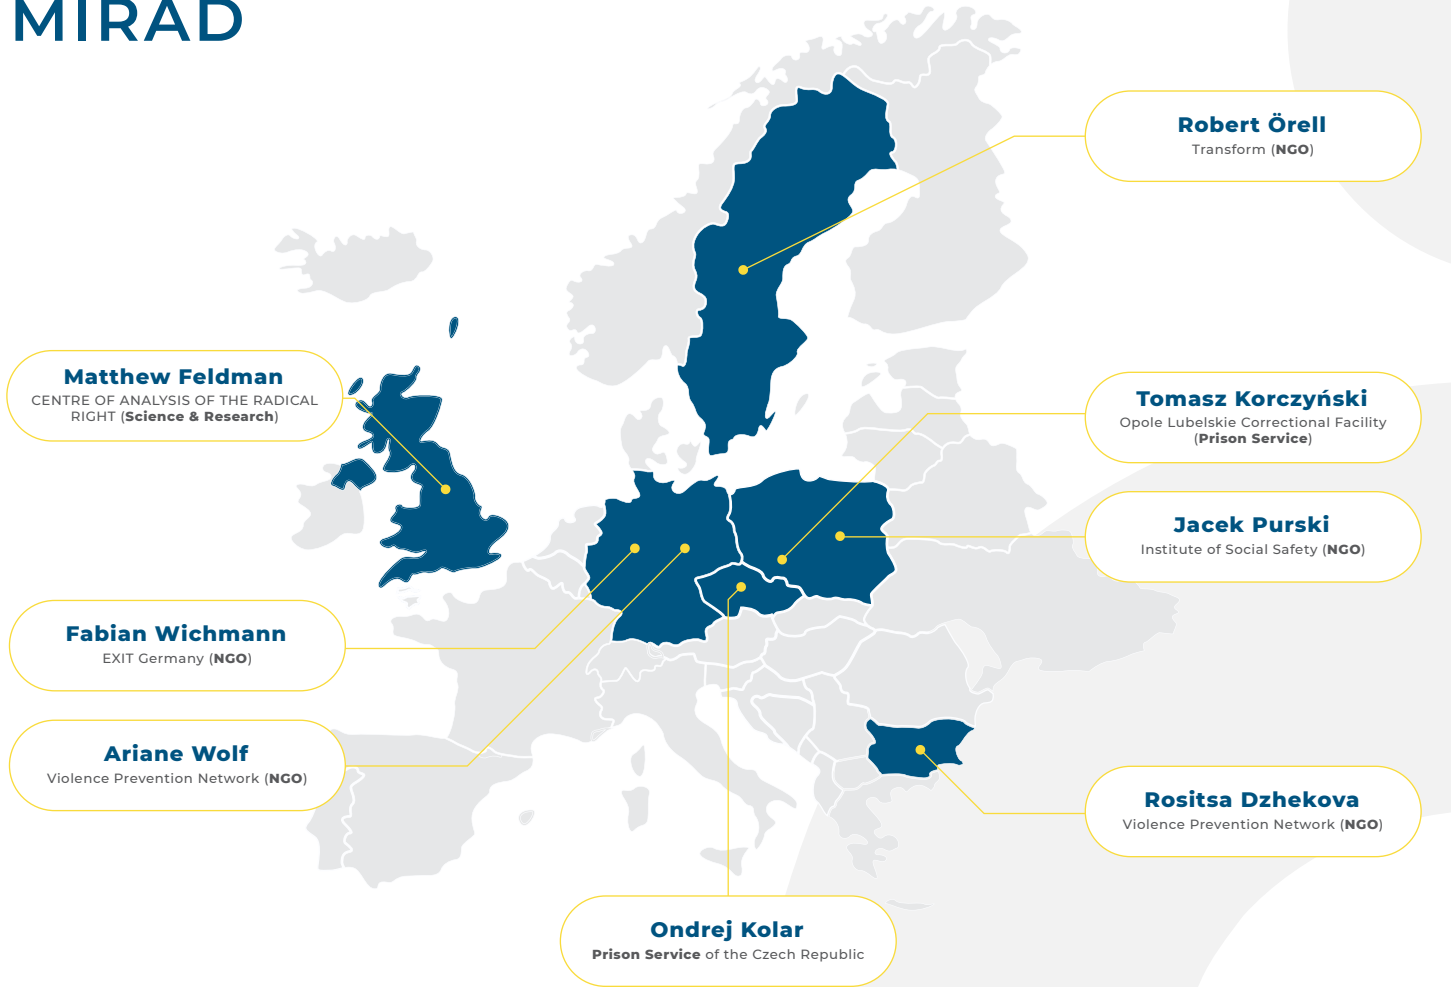 MIRAD
Robert Örell
Transform (NGO)
Matthew Feldman
CENTRE OF ANALYSIS OF THE RADICAL
RIGHT (Science & Research)
Tomasz Korczyński
Opole Lubelskie Correctional Facility
(Prison Service)
Jacek Purski
Institute of Social Safety (NGO)
Fabian Wichmann
EXIT Germany (NGO)
Ariane Wolf
Violence Prevention Network (NGO)
Rositsa Dzhekova
Violence Prevention Network (NGO)
Ondrej Kolar
Prison Service of the Czech Republic